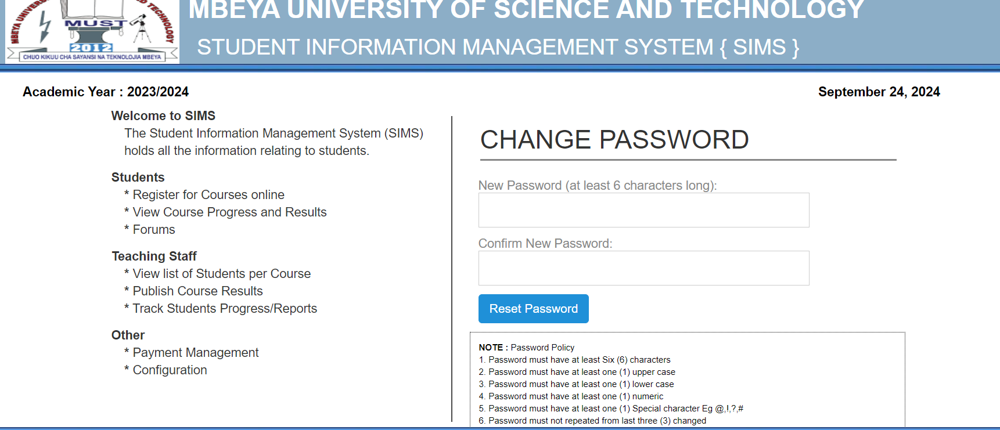 MBEYA UNIVERSITY OF SCIENCE AND TECHNOLOGY
STUDENT INFORMATION MANAGEMENT SYSTEM { SIMS }
MUST
2012
CHUO KIKUU CHA SAYANSI NA TEKNOLOJIA MBEYA
Academic Year : 2023/2024
September 24, 2024
Welcome to SIMS
The Student Information Management System (SIMS)
holds all the information relating to students.
Students
* Register for Courses online
* View Course Progress and Results
* Forums
Teaching Staff
* View list of Students per Course
* Publish Course Results
* Track Students Progress/Reports
Other
* Payment Management
* Configuration
CHANGE PASSWORD
New Password (at least 6 characters long):
Confirm New Password:
Reset Password
NOTE : Password Policy
1. Password must have at least Six (6) characters
2. Password must have at least one (1) upper case
3. Password must have at least one (1) lower case
4. Password must have at least one (1) numeric
5. Password must have at least one (1) Special character Eg @,!,?,#
6. Password must not repeated from last three (3) changed